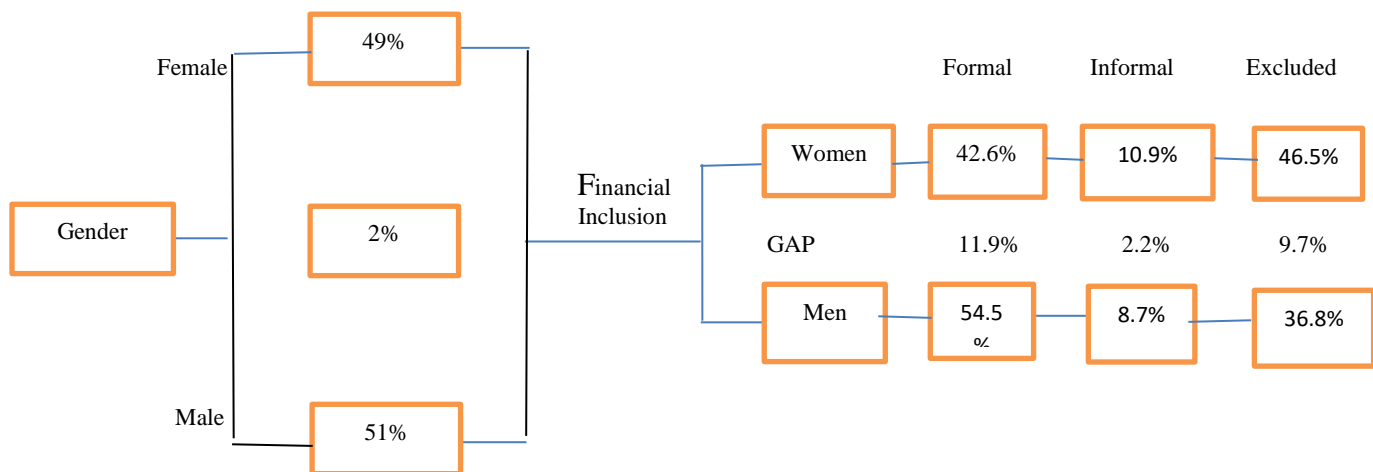 49%
Female
Formal Informal Excluded
Women 42.6% 10.9% 46.5%
Financial
Inclusion
Gender
2%
GAP 11.9% 2.2% 9.7%
Men 54.5 8.7% 36.8%
%
Male
51%